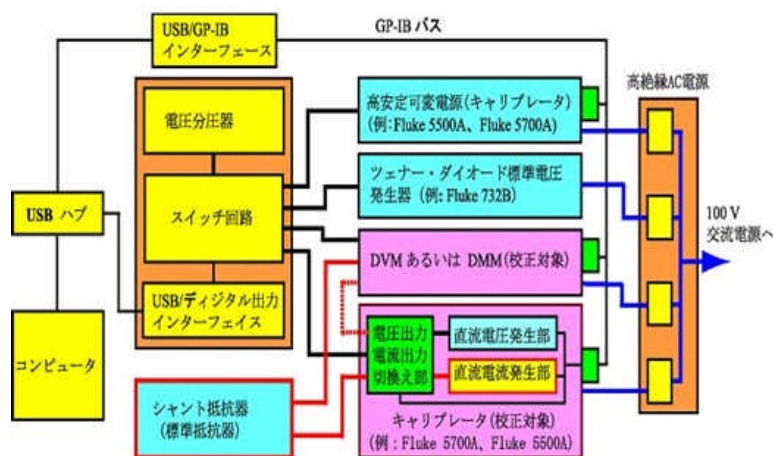 USB/GP-IB
インターフェース
GP-IB バス
高絶縁AC電源
電圧分圧器
高安定可変電源(キャリブレータ)
(例:Fluke 5500A、Fluke 5700A)
ツェナー・ダイオード標準電圧
発生器 (例: Fluke 732B)
USB ハブ
スイッチ回路
100 V
交流電源へ
DVM あるいは DMM(校正対象)
USB/ディジタル出力
インターフェイス
コンピュータ
電圧出力
電流出力
切換え部
直流電圧発生部
直流電流発生部
シャント抵抗器
(標準抵抗器)
キャリブレータ(校正対象)
(例：Fluke 5700A、Fluke 5500A)